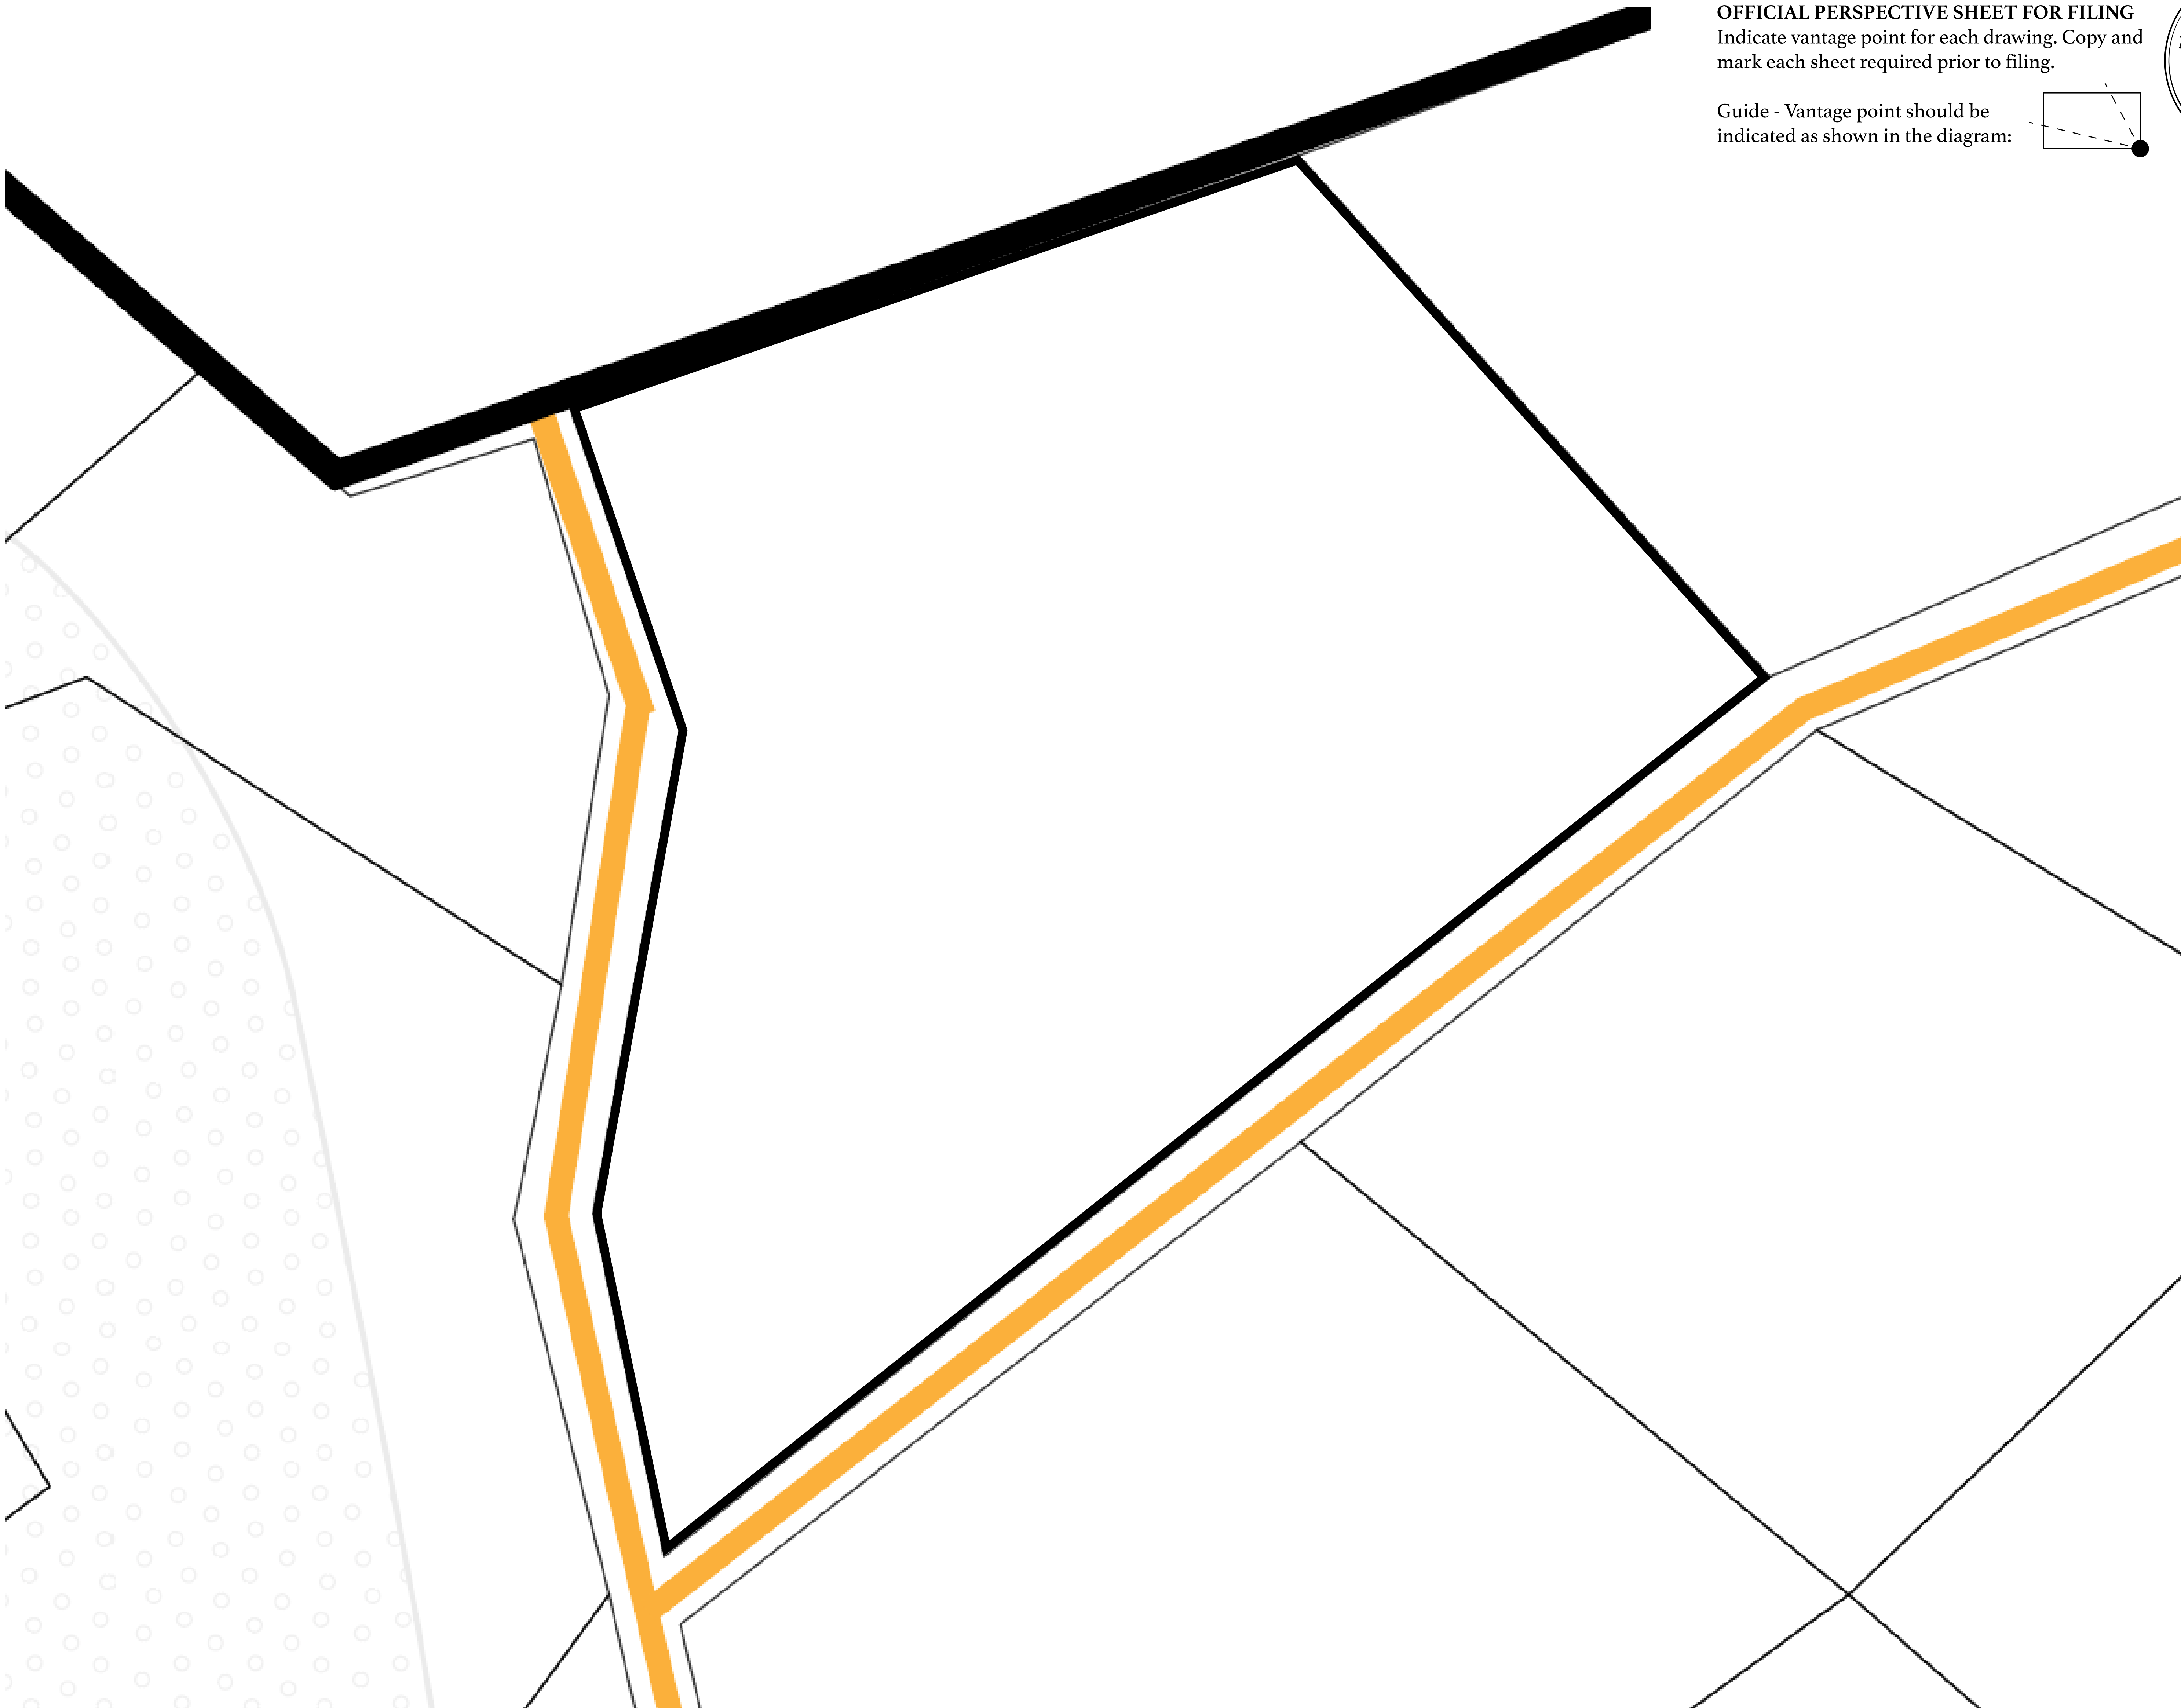 OFFICIAL PERSPECTIVE SHEET FOR FILING
Indicate vantage point for each drawing. Copy and
mark each sheet required prior to filing.
Guide - Vantage point should be
indicated as shown in the diagram: